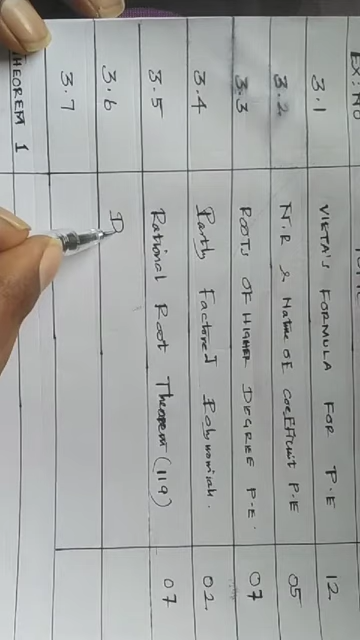 EX: NO
3.1 VIETA'S FORMULA FOR P.E 12
3.2 N.R & Nature OF coefficient P.E 05
3.3 ROOTS OF HIGHER DEGREE P.E. 07
3.4 Partly Factored Polynomials. 02
3.5 Rational Root Theorem (119) 07
3.6 D
3.7
THEOREM 1